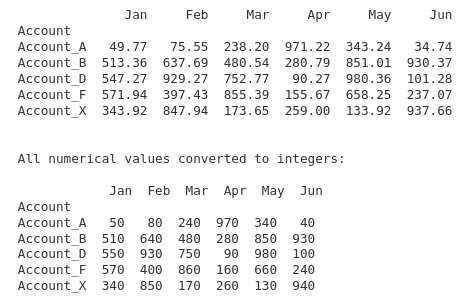 Jan     Feb     Mar     Apr     May     Jun
Account
Account_A   49.77   75.55  238.20  971.22  343.24   34.74
Account_B  513.36  637.69  480.54  280.79  851.01  930.37
Account_D  547.27  929.27  752.77   90.27  980.36  101.28
Account_F  571.94  397.43  855.39  155.67  658.25  237.07
Account_X  343.92  847.94  173.65  259.00  133.92  937.66
All numerical values converted to integers:
            Jan  Feb  Mar  Apr  May  Jun
Account
Account_A   50   80  240  970  340   40
Account_B  510  640  480  280  850  930
Account_D  550  930  750   90  980  100
Account_F  570  400  860  160  660  240
Account_X  340  850  170  260  130  940